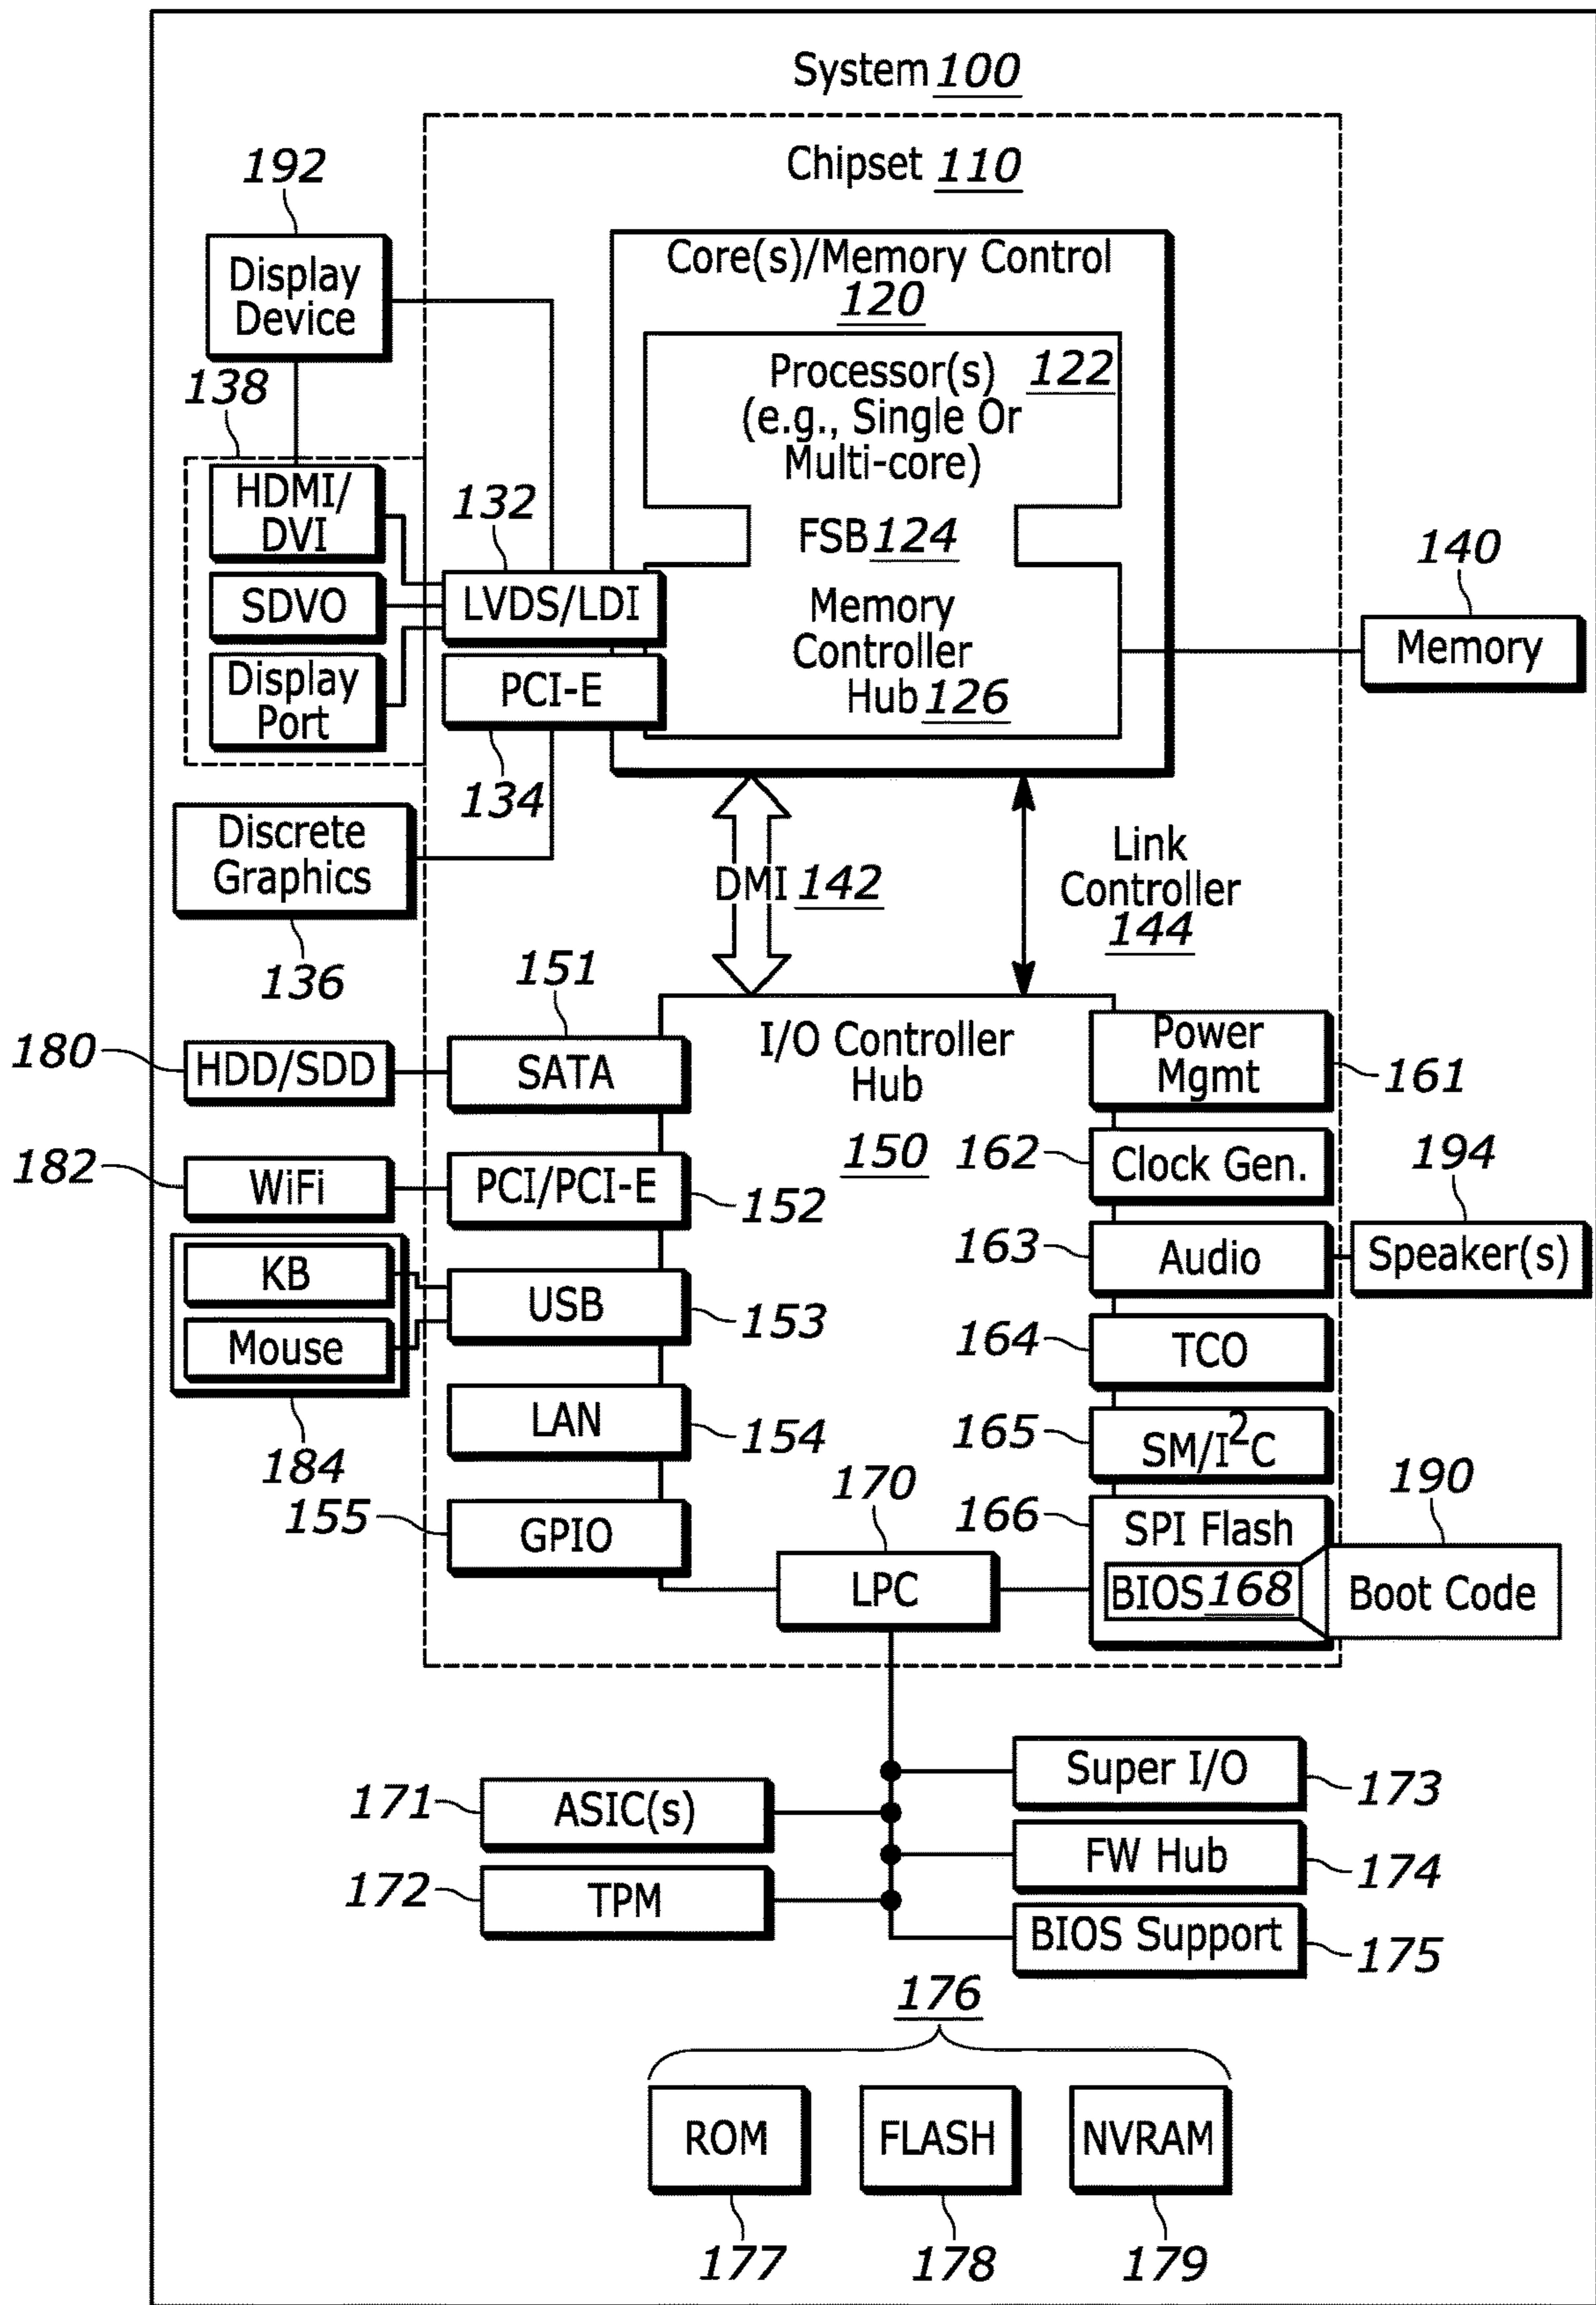 System 100
Chipset 110
192
Display
Device
Core(s)/Memory Control
120
Processor(s) 122
(e.g., Single Or
Multi-core)
138
HDMI/
DVI
SDVO
Display
Port
132
LVDS/LDI
PCI-E
134
FSB 124
Memory
Controller
Hub 126
140
Memory
Discrete
Graphics
136
DMI 142
Link
Controller
144
151
180
HDD/SDD
SATA
I/O Controller
Hub
150
Power
Mgmt
161
182
WiFi
PCI/PCI-E
152
162
Clock Gen.
194
KB
Mouse
184
USB
153
163
Audio
Speaker(s)
164
TCO
LAN
154
165
SM/I²C
155
GPIO
170
LPC
166
SPI Flash
BIOS 168
190
Boot Code
171
ASIC(s)
172
TPM
Super I/O
173
FW Hub
174
BIOS Support
175
176
ROM
FLASH
NVRAM
177
178
179